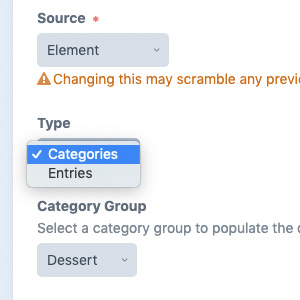 Source *
Element
Changing this may scramble any previ
Type
Categories
Entries
Category Group
Select a category group to populate the
Dessert